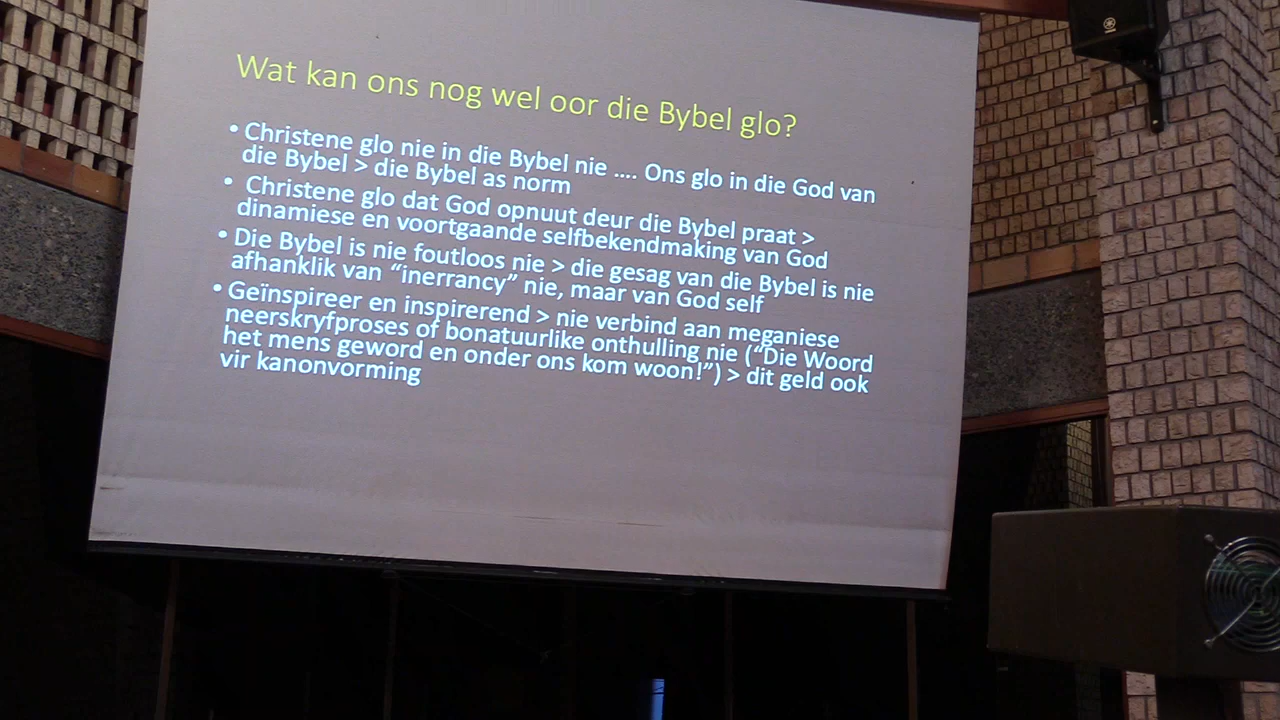 Wat kan ons nog wel oor die Bybel glo?
• Christene glo nie in die Bybel nie .... Ons glo in die God van
die Bybel > die Bybel as norm
• Christene glo dat God opnuut deur die Bybel praat >
dinamiese en voortgaande selfbekendmaking van God
• Die Bybel is nie foutloos nie > die gesag van die Bybel is nie
afhanklik van “inerrancy” nie, maar van God self
• Geïnspireer en inspirerend > nie verbind aan meganiese
neerskryfproses of bonatuurlike onthulling nie (“Die Woord
het mens geword en onder ons kom woon!”) > dit geld ook
vir kanonvorming